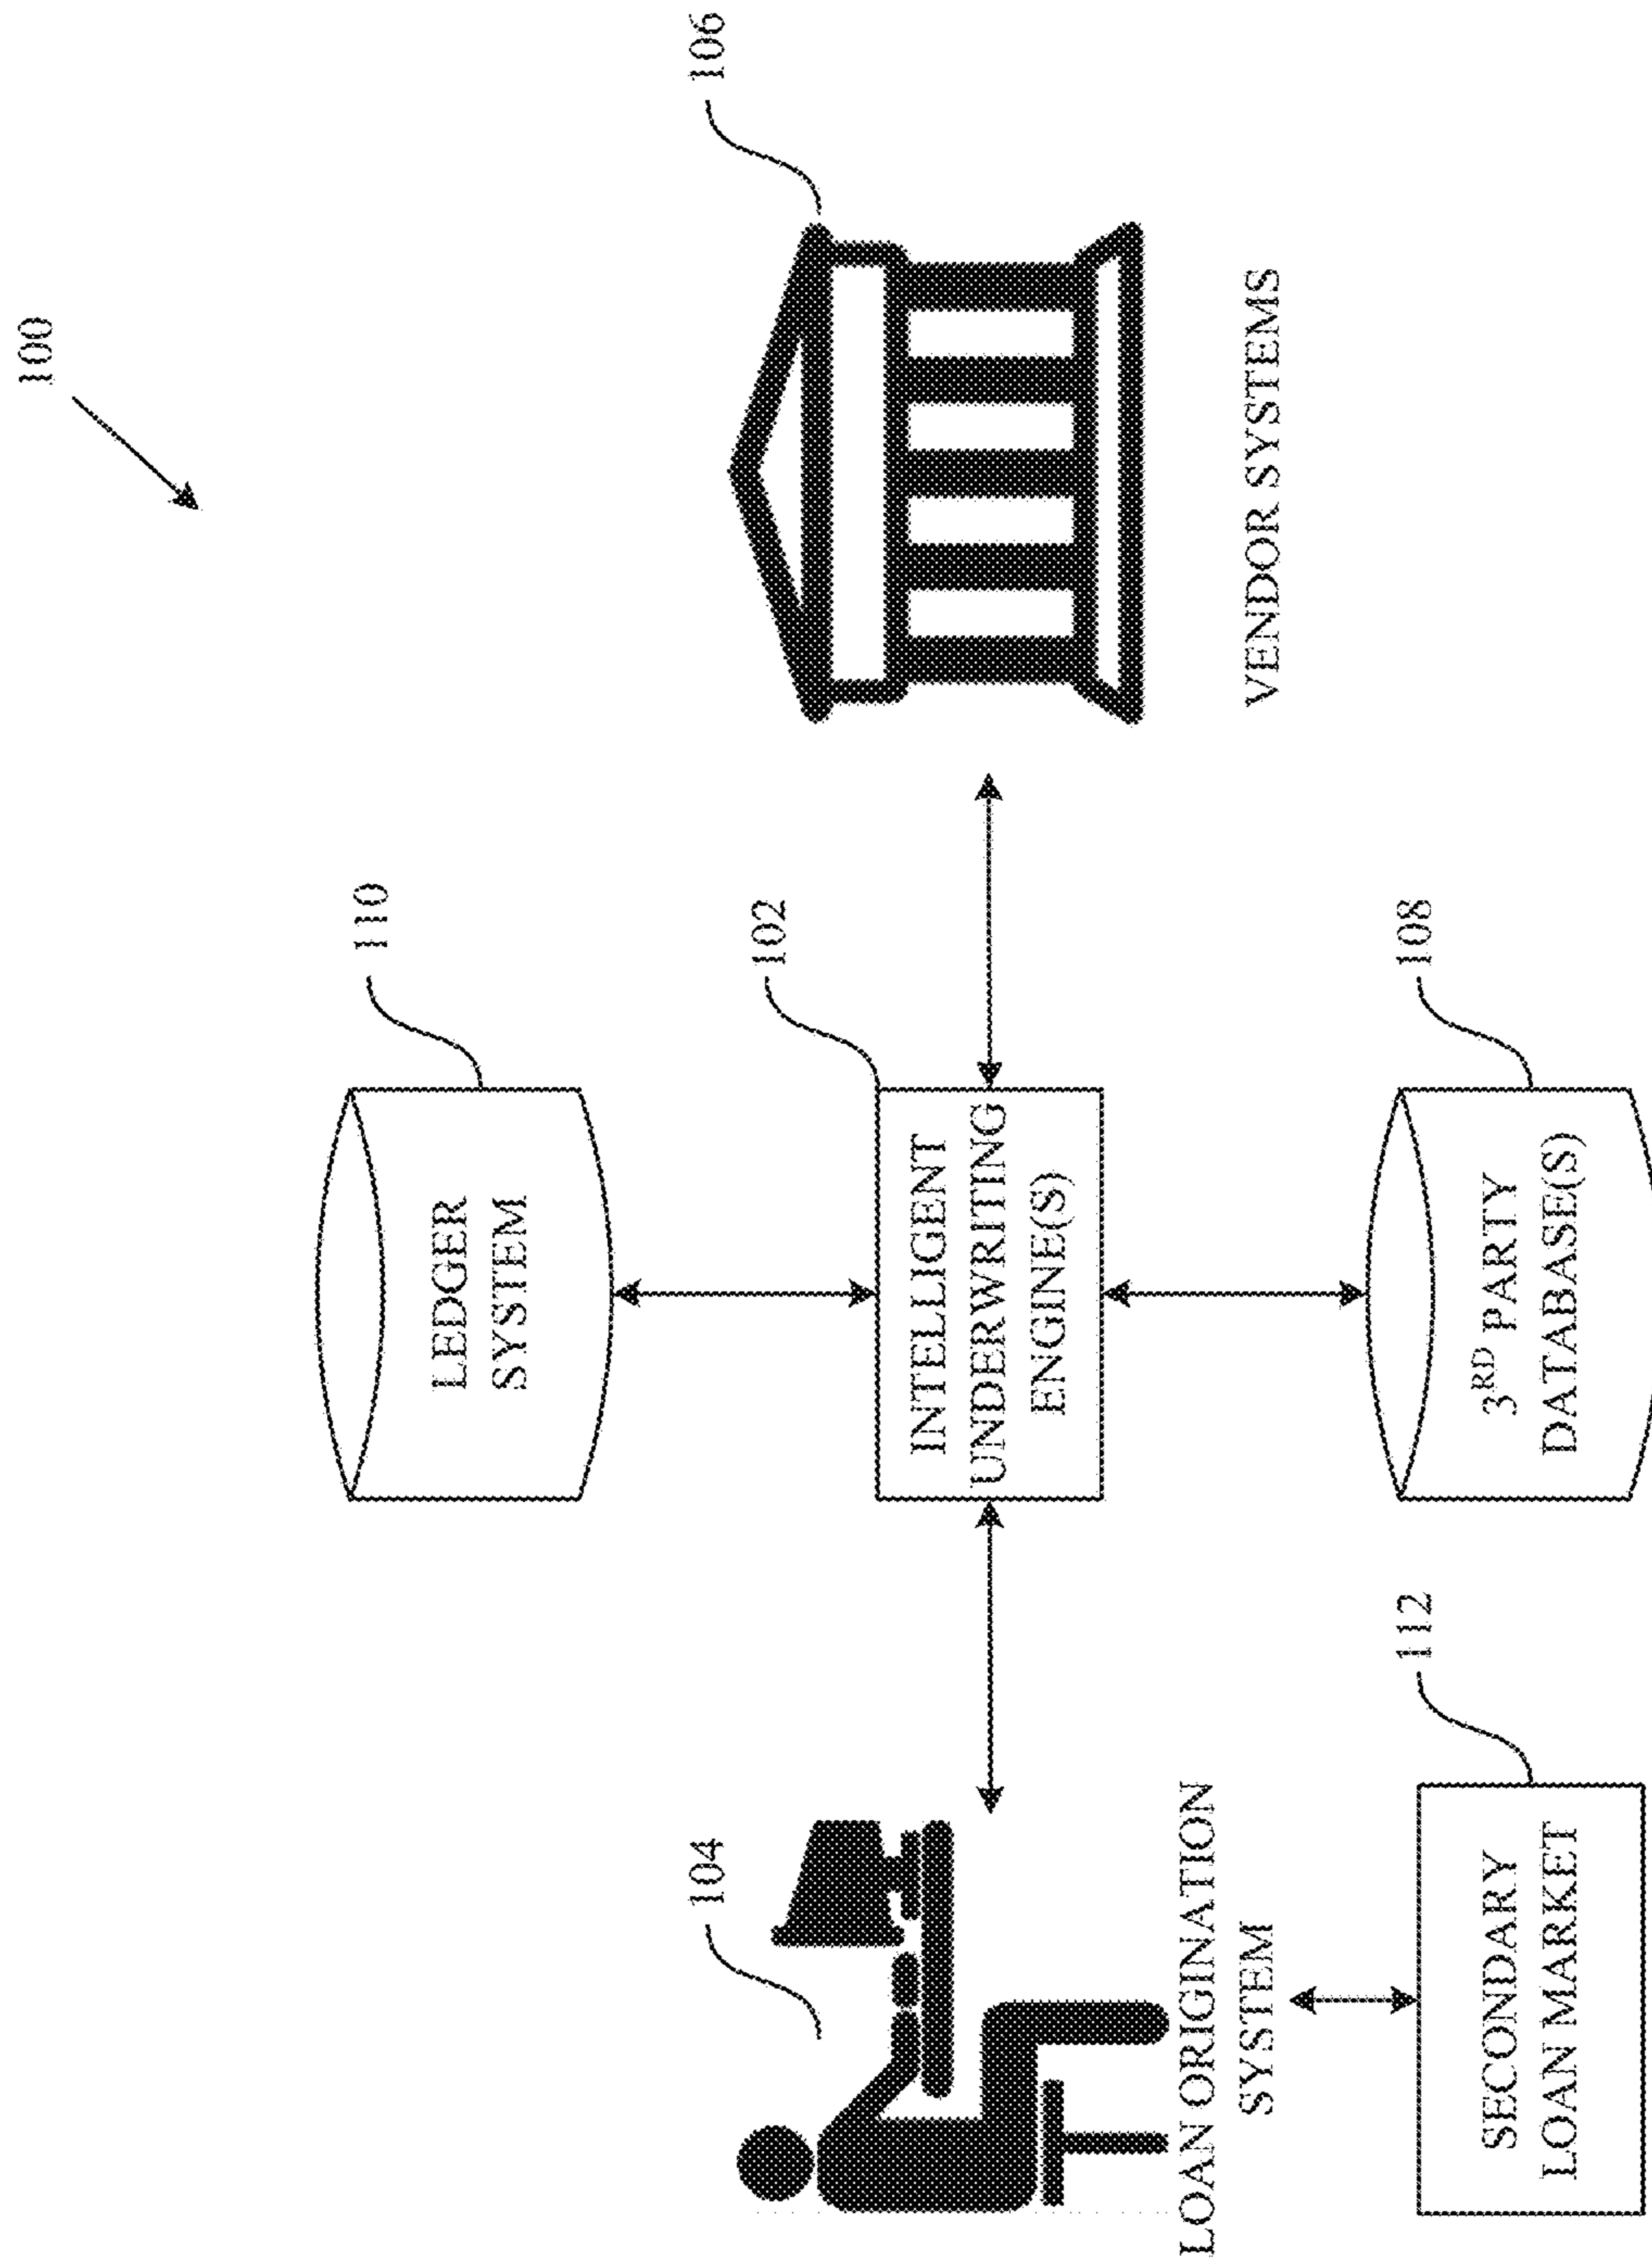 100
110
LEDGER
SYSTEM
104
102
106
INTELLIGENT
UNDERWRITING
ENGINE(S)
LOAN ORIGINATION
SYSTEM
VENDOR SYSTEMS
112
108
SECONDARY
LOAN MARKET
3RD PARTY
DATABASE(S)